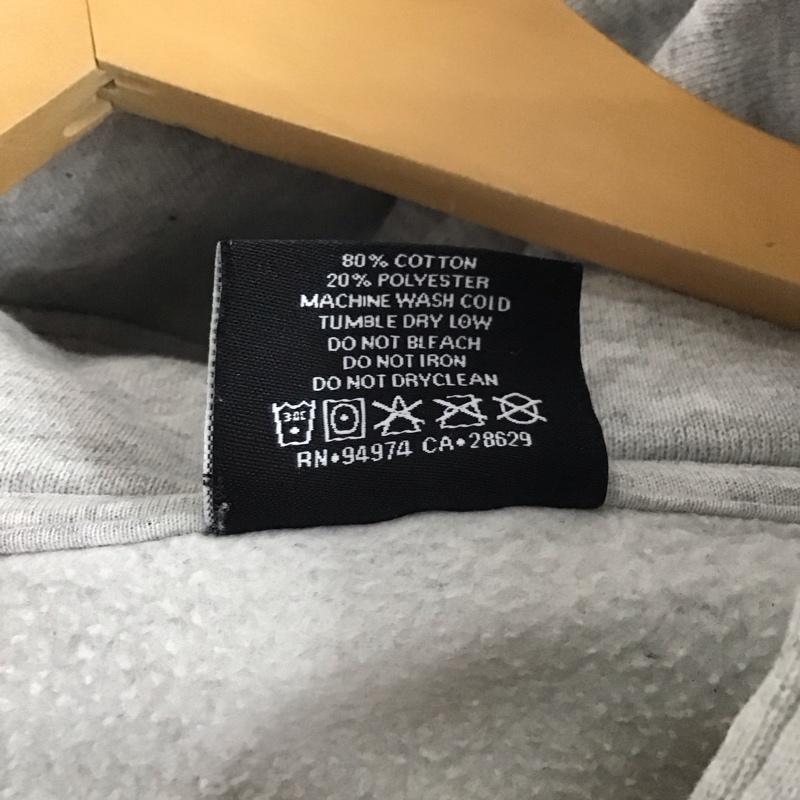 80% COTTON
20% POLYESTER
MACHINE WASH COLD
TUMBLE DRY LOW
DO NOT BLEACH
DO NOT IRON
DO NOT DRYCLEAN
30C
RN•94974 CA•28629